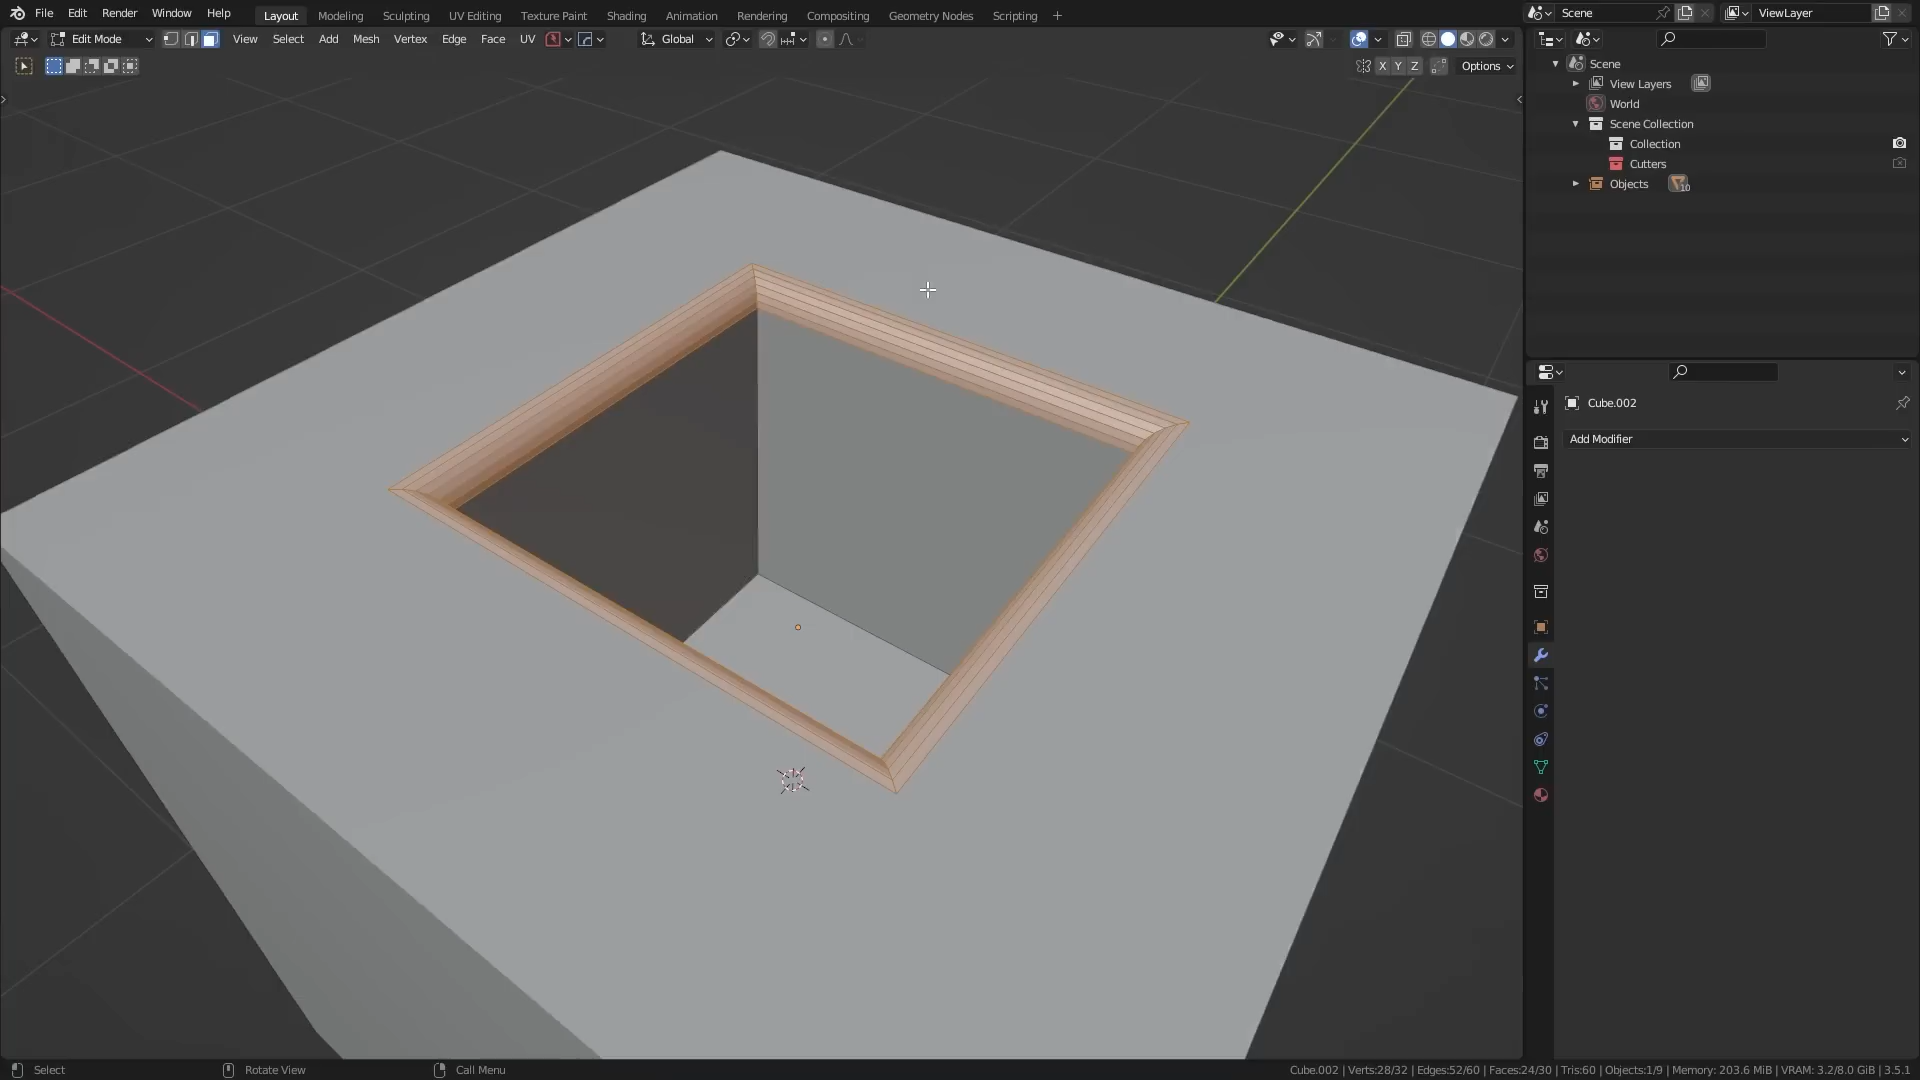 File Edit Render Window Help Layout Modeling Sculpting UV Editing Texture Paint Shading Animation Rendering Compositing Geometry Nodes Scripting + Scene ViewLayer
Edit Mode View Select Add Mesh Vertex Edge Face UV Global
X Y Z Options
Scene
View Layers
World
Scene Collection
Collection
Cutters
Objects 10
Cube.002
Add Modifier
Select Rotate View Call Menu Cube.002 | Verts:28/32 | Edges:52/60 | Faces:24/30 | Tris:60 | Objects:1/9 | Memory: 203.6 MiB | VRAM: 3.2/8.0 GiB | 3.5.1